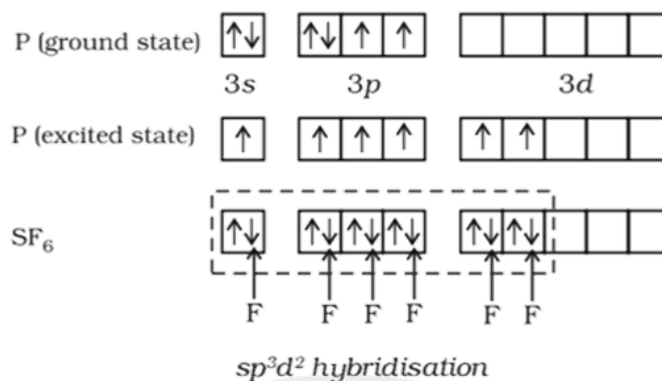 P (ground state)
3s 3p 3d
P (excited state)
SF₆
F F F F F F
sp³d² hybridisation